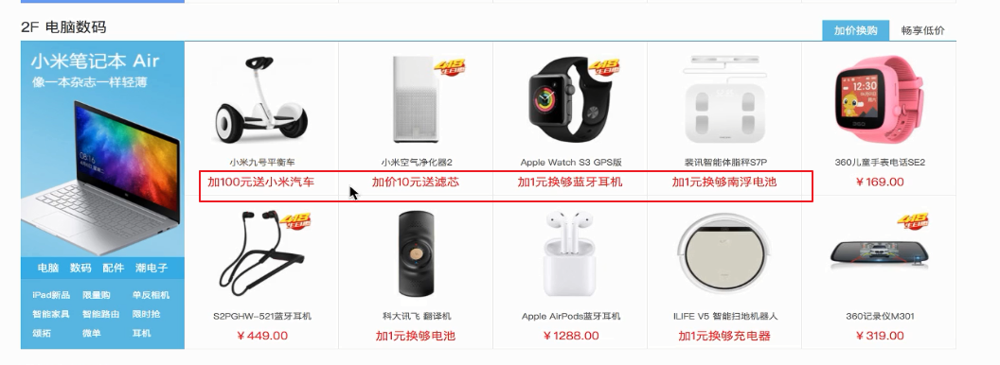 2F 电脑数码
加价换购
畅享低价
小米笔记本 Air
像一本杂志一样轻薄
小米九号平衡车
小米空气净化器2
Apple Watch S3 GPS版
裴讯智能体脂秤S7P
360儿童手表电话SE2
加100元送小米汽车
加价10元送滤芯
加1元换够蓝牙耳机
加1元换够南浮电池
¥169.00
电脑 数码 配件 潮电子
IPad新品 限量购 单反相机
智能家具 智能路由 限时抢
颂拓 微单 耳机
S2PGHW-521蓝牙耳机
科大讯飞 翻译机
Apple AirPods蓝牙耳机
ILIFE V5 智能扫地机器人
360记录仪M301
¥449.00
加1元换够电池
¥1288.00
加1元换够充电器
¥319.00